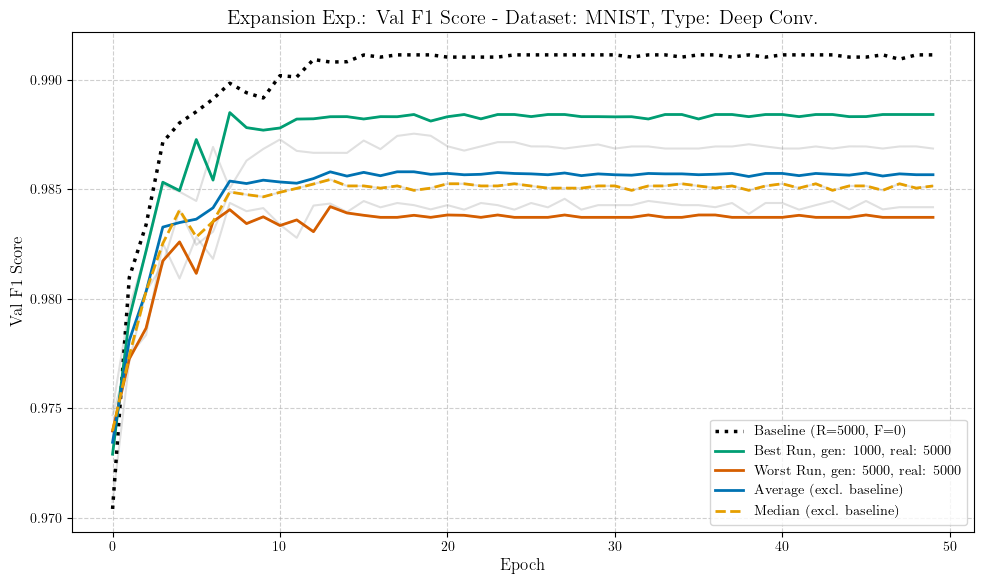 Expansion Exp.: Val F1 Score - Dataset: MNIST, Type: Deep Conv.
Val F1 Score
0.990
0.985
0.980
0.975
0.970
Baseline (R=5000, F=0)
Best Run, gen: 1000, real: 5000
Worst Run, gen: 5000, real: 5000
Average (excl. baseline)
Median (excl. baseline)
0 10 20 30 40 50
Epoch